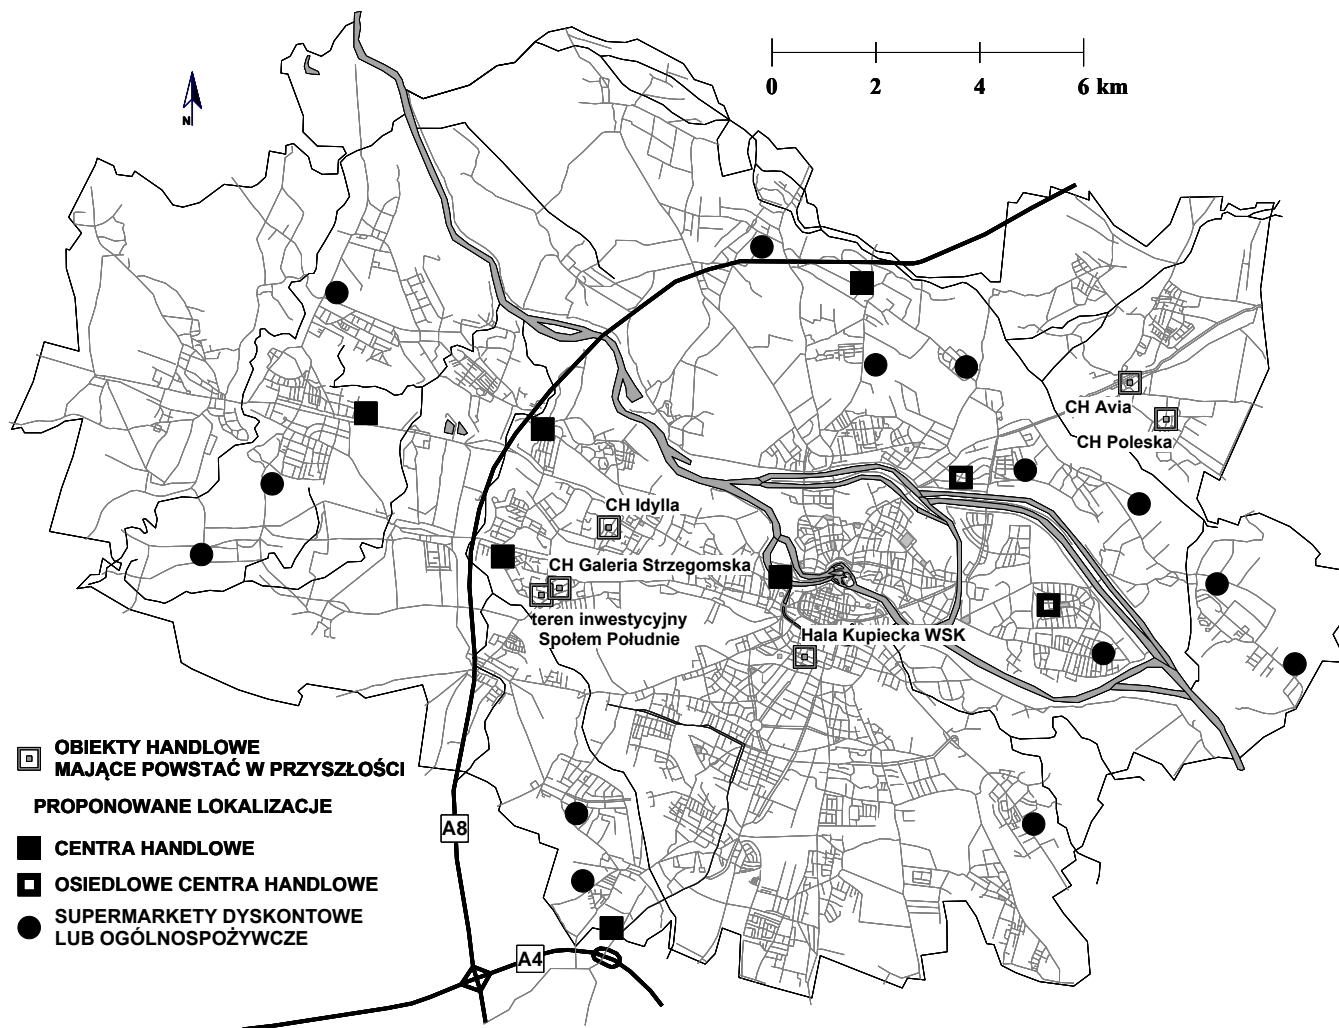 0 2 4 6 km
N
CH Avia
CH Poleska
CH Idylla
CH Galeria Strzegomska
teren inwestycyjny
Społem Południe
Hala Kupiecka WSK
OBIEKTY HANDLOWE
MAJĄCE POWSTAĆ W PRZYSZŁOŚCI
PROPONOWANE LOKALIZACJE
A8
CENTRA HANDLOWE
OSIEDLOWE CENTRA HANDLOWE
SUPERMARKETY DYSKONTOWE
LUB OGÓLNOSPOŻYWCZE
A4